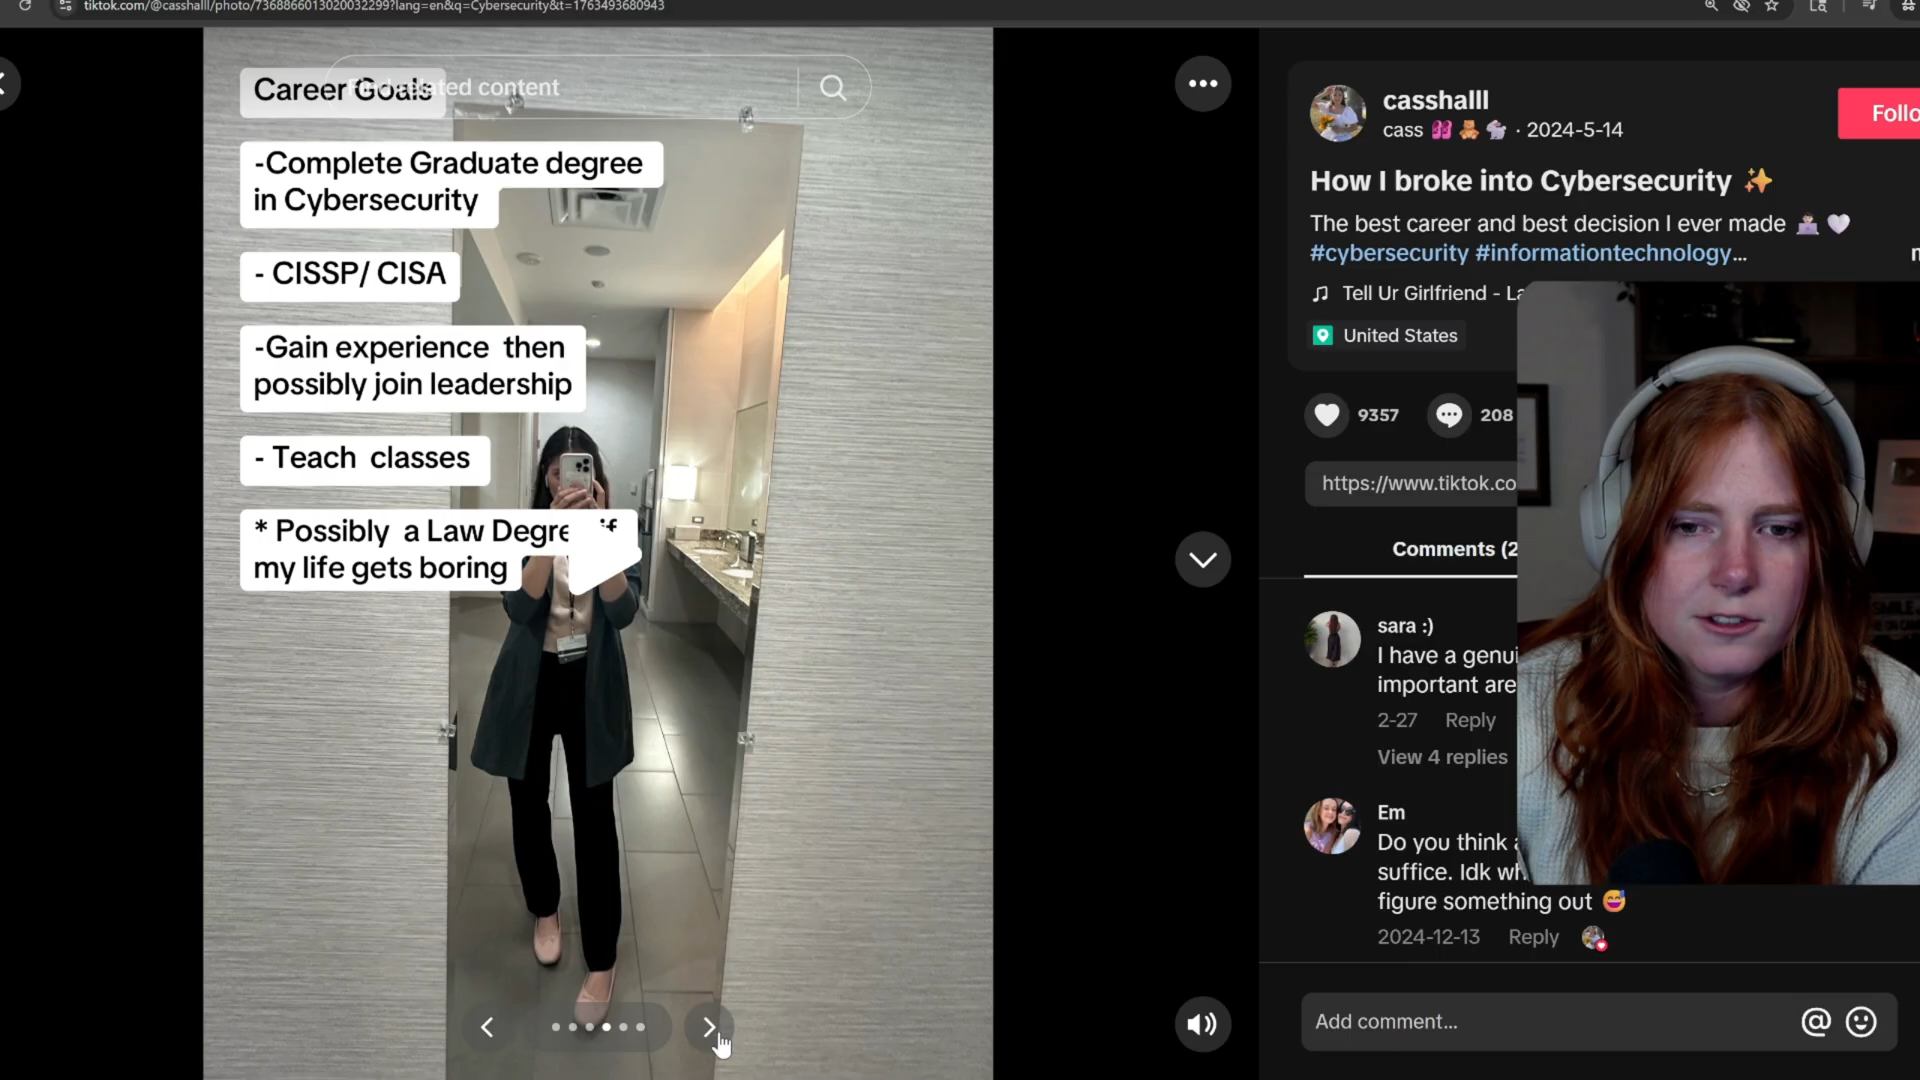 tiktok.com/@casshalll/photo/7368866013020032299?lang=en&q=Cybersecurity&t=1763493680943
Find related content
Career Goals
-Complete Graduate degree
in Cybersecurity
- CISSP/ CISA
-Gain experience then
possibly join leadership
- Teach classes
* Possibly a Law Degre if
my life gets boring
casshalll
cass · 2024-5-14
Follo
How I broke into Cybersecurity ✨
The best career and best decision I ever made
#cybersecurity #informationtechnology...
Tell Ur Girlfriend - La
United States
9357
208
https://www.tiktok.co
Comments (2
sara :)
I have a genui
important are
2-27 Reply
View 4 replies
Em
Do you think
suffice. Idk wh
figure something out 😅
2024-12-13 Reply
Add comment...